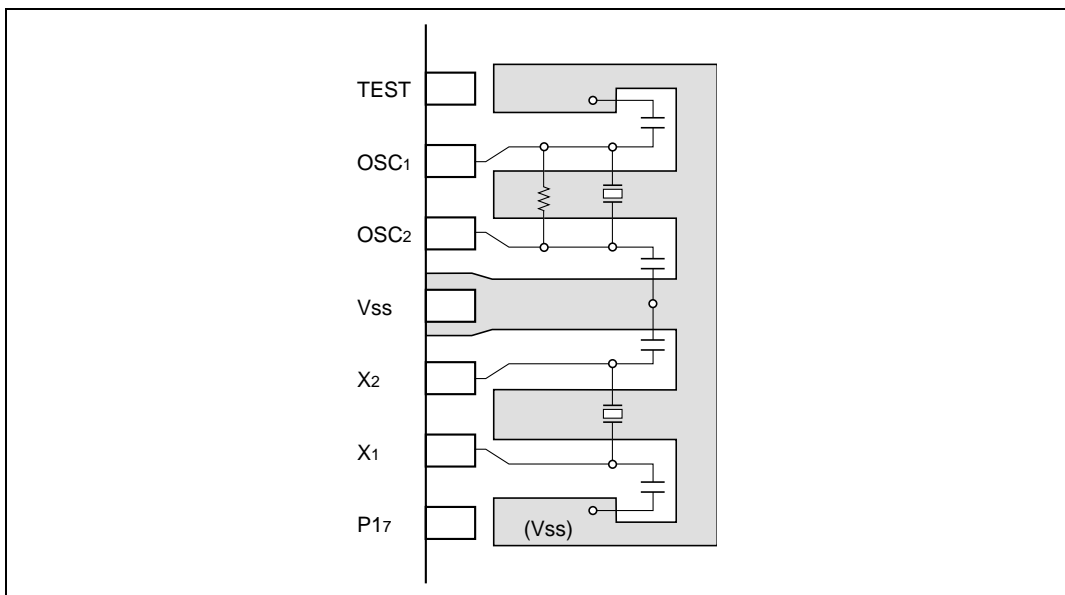 TEST
OSC1
OSC2
Vss
X2
X1
P17
(Vss)